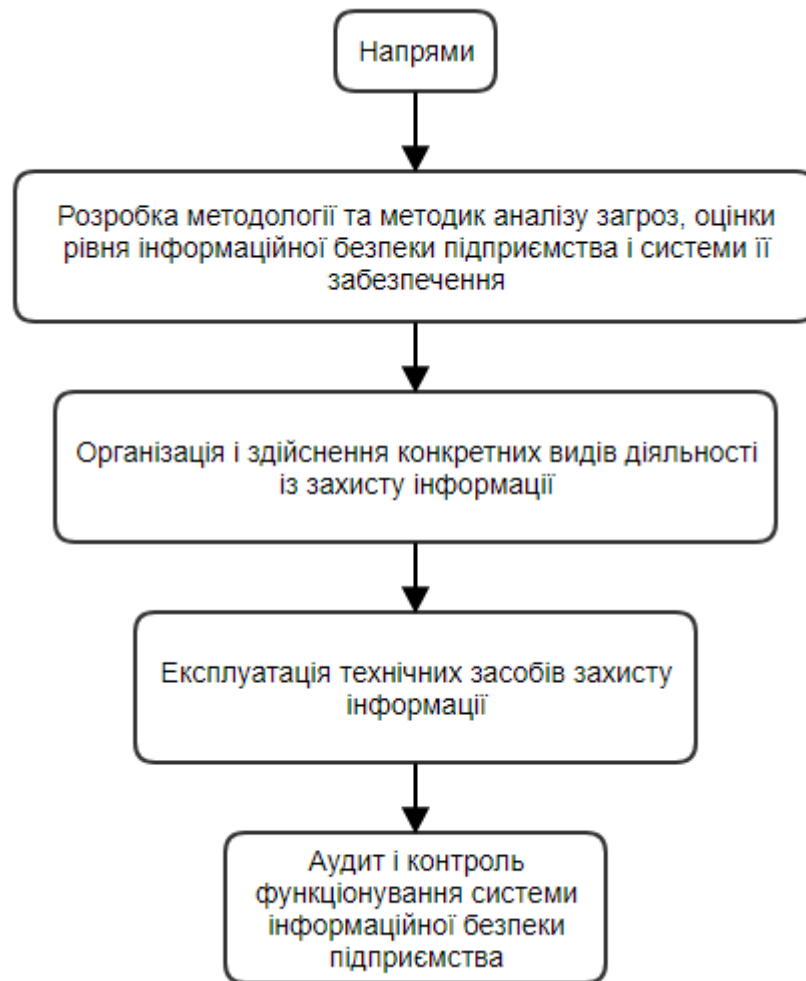 Напрями
Розробка методології та методик аналізу загроз, оцінки
рівня інформаційної безпеки підприємства і системи її
забезпечення
Організація і здійснення конкретних видів діяльності
із захисту інформації
Експлуатація технічних засобів захисту
інформації
Аудит і контроль
функціонування системи
інформаційної безпеки
підприємства